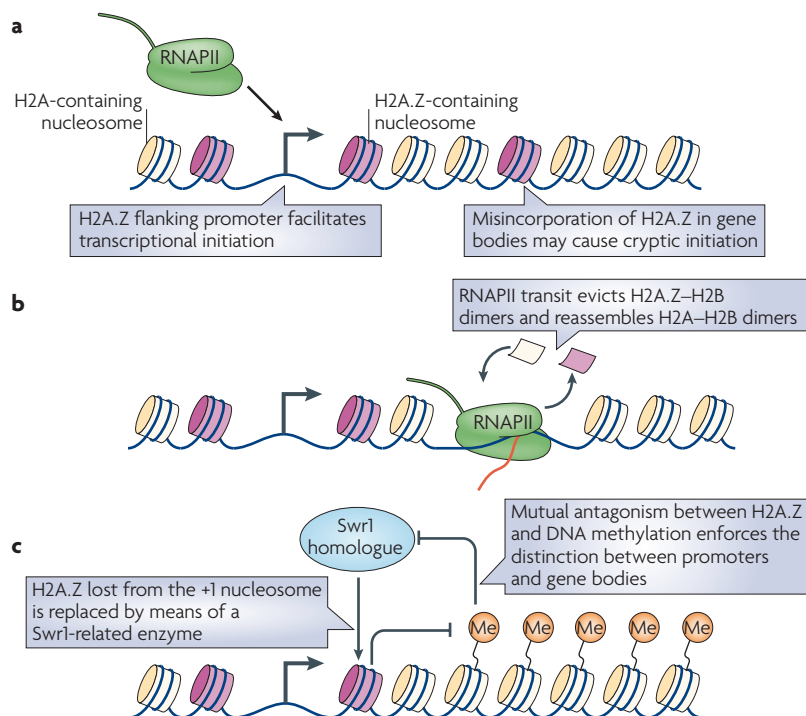 a
RNAPII
H2A-containing
nucleosome
H2A.Z-containing
nucleosome
H2A.Z flanking promoter facilitates
transcriptional initiation
Misincorporation of H2A.Z in gene
bodies may cause cryptic initiation
b
RNAPII transit evicts H2A.Z–H2B
dimers and reassembles H2A–H2B dimers
RNAPII
c
Swr1
homologue
Mutual antagonism between H2A.Z
and DNA methylation enforces the
distinction between promoters
and gene bodies
H2A.Z lost from the +1 nucleosome
is replaced by means of a
Swr1-related enzyme
Me Me Me Me Me